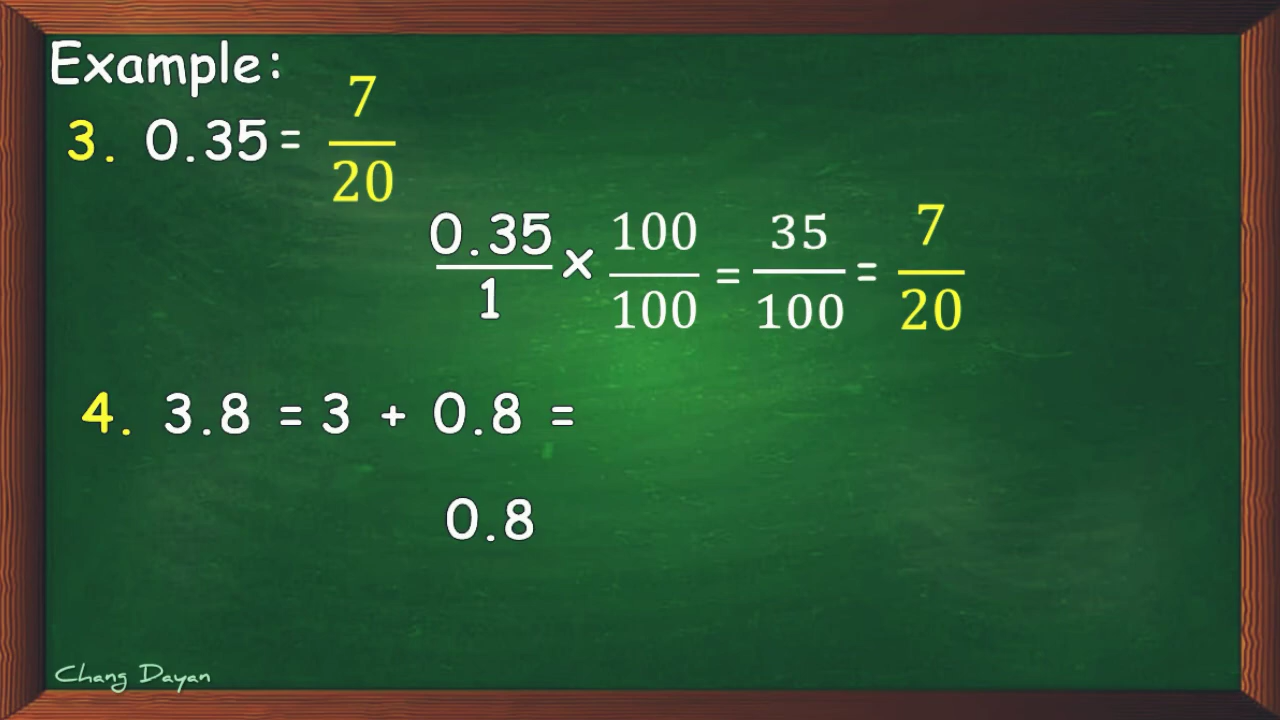 Example:
3. 0.35 = 7/20
0.35/1 × 100/100 = 35/100 = 7/20
4. 3.8 = 3 + 0.8 =
0.8
Chang Dayan